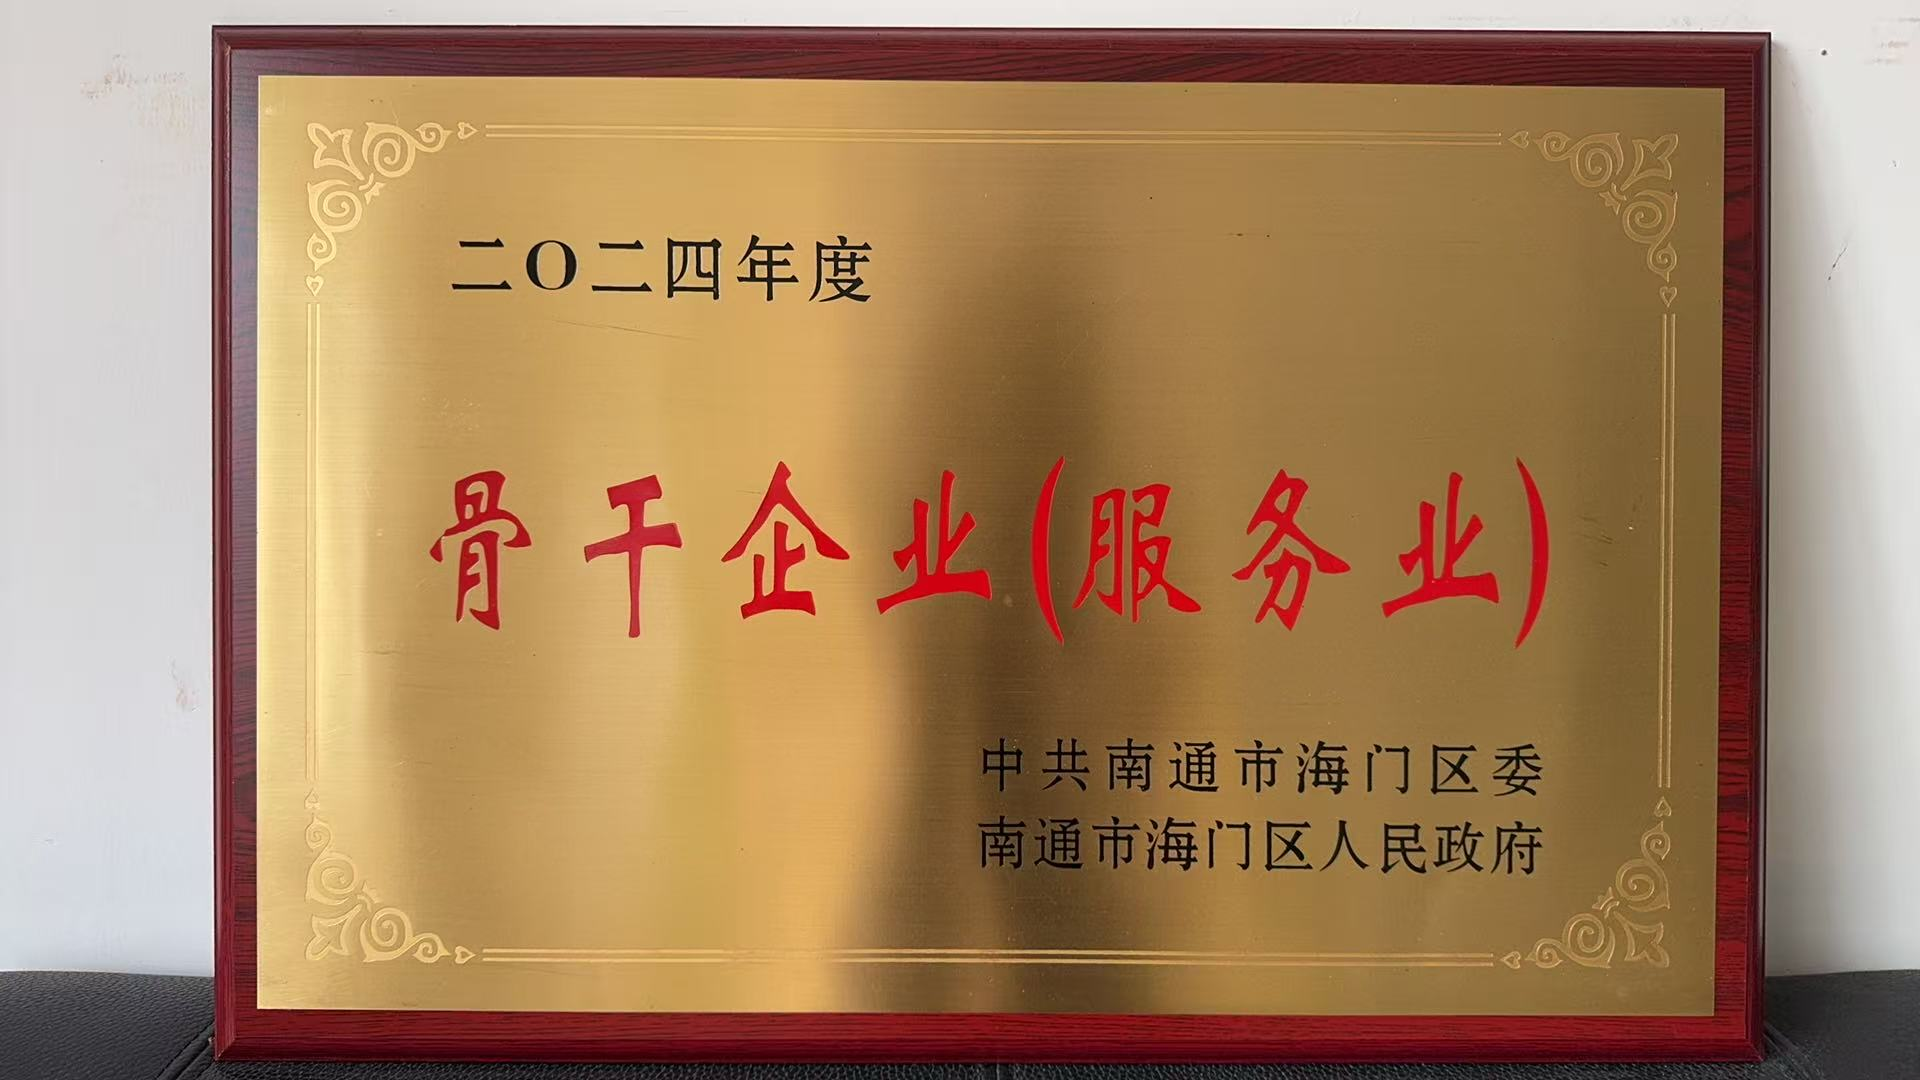 二〇二四年度
骨干企业(服务业)
中共南通市海门区委
南通市海门区人民政府